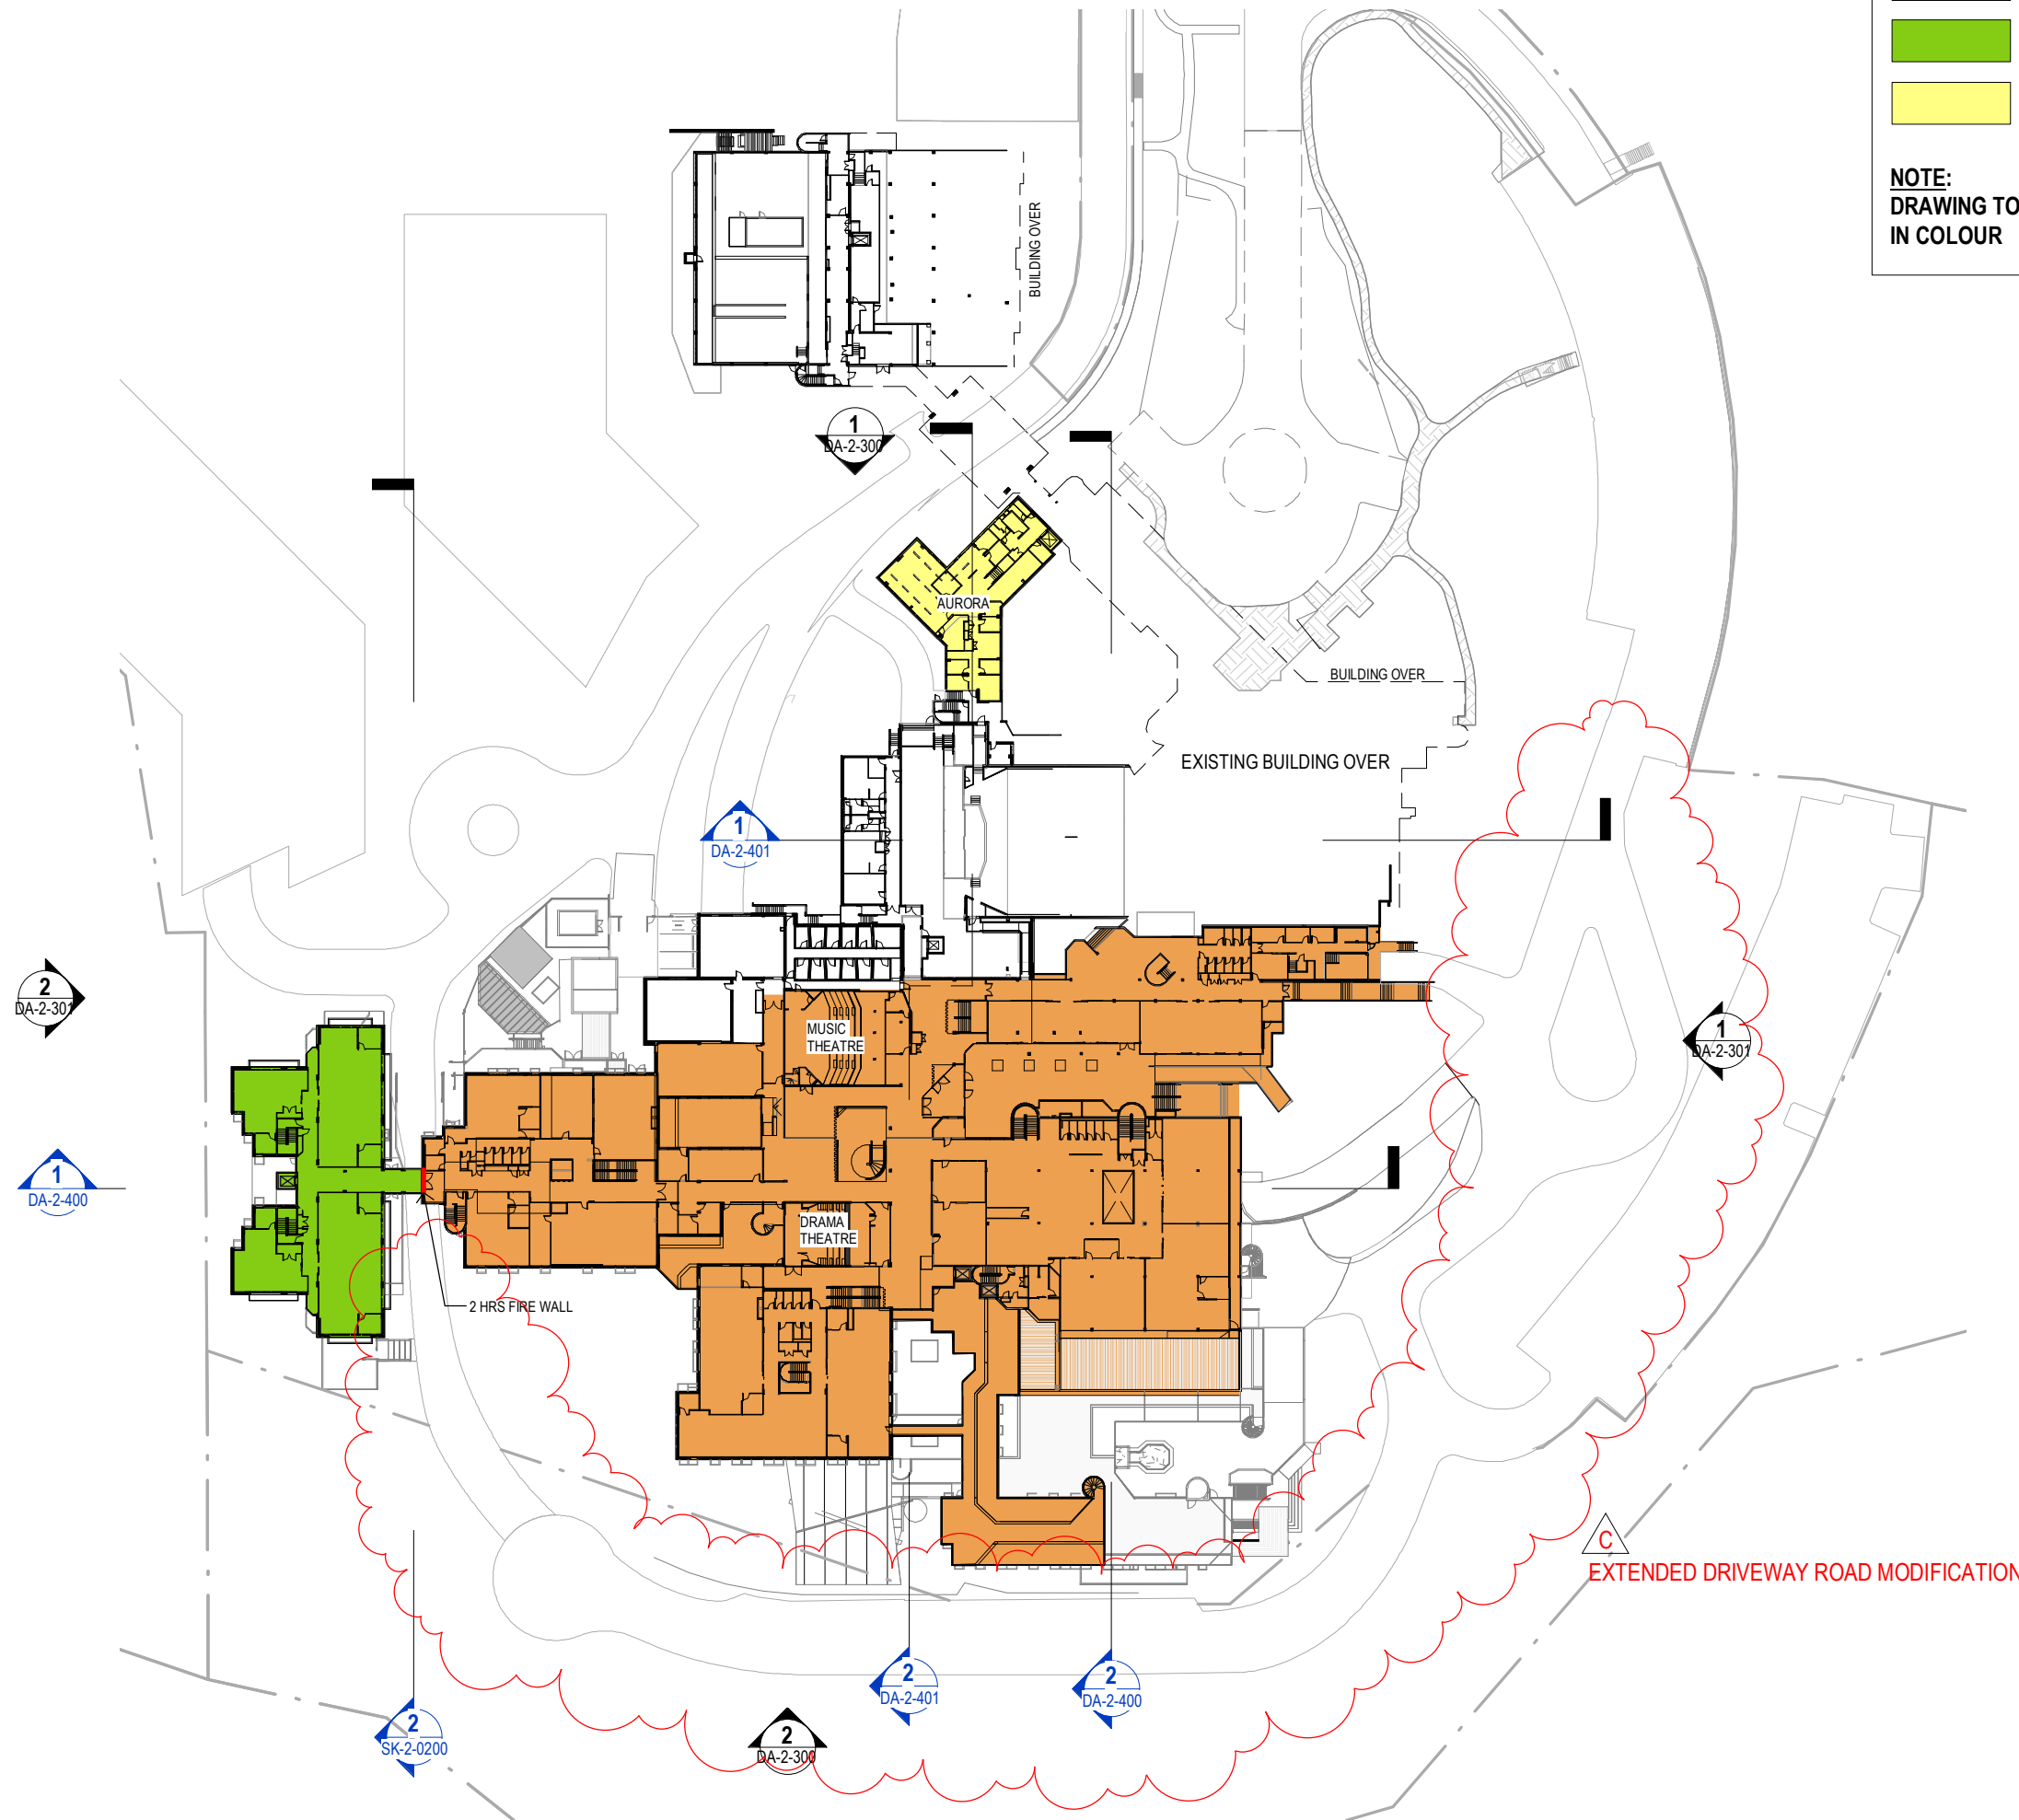 NOTE:
DRAWING TO
IN COLOUR
BUILDING OVER
1
DA-2-300
AURORA
BUILDING OVER
EXISTING BUILDING OVER
1
DA-2-401
2
DA-2-301
MUSIC
THEATRE
1
DA-2-301
1
DA-2-400
DRAMA
THEATRE
2 HRS FIRE WALL
C
EXTENDED DRIVEWAY ROAD MODIFICATION
2
DA-2-401
2
DA-2-400
2
SK-2-0200
2
DA-2-300